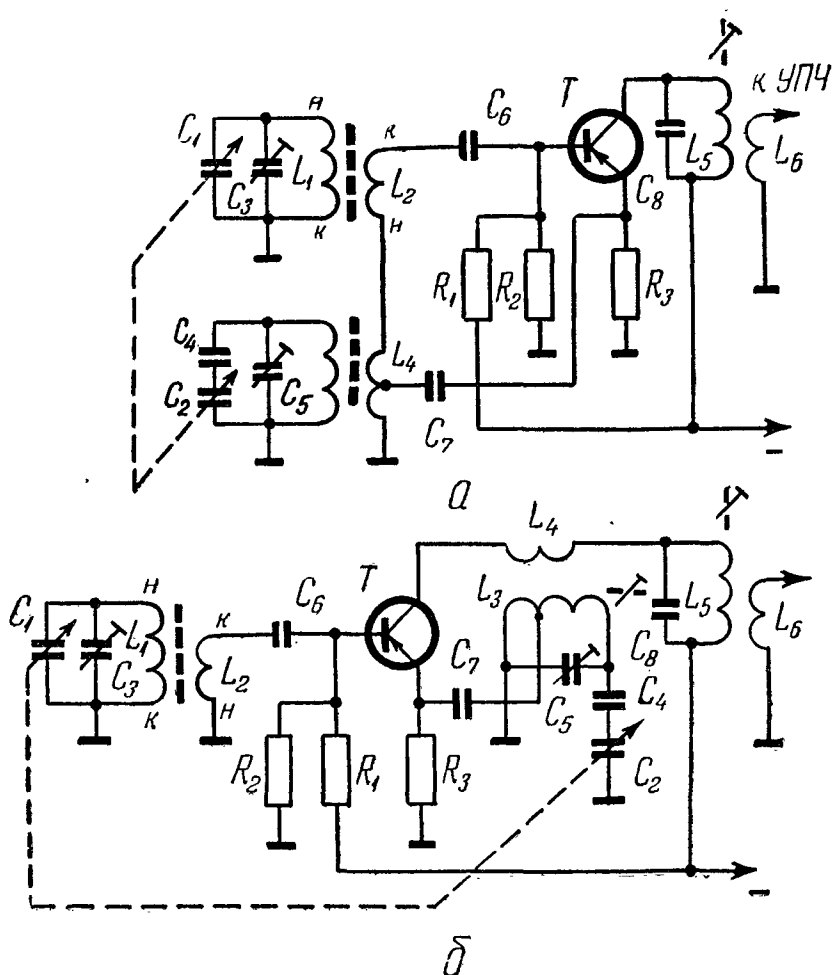 к УПЧ
T
C₆
н
к
C₁
C₃
L₁
L₂
L₅
L₆
C₈
к
н
R₁
R₂
R₃
C₄
C₂
C₅
L₄
C₇
−
а
L₄
T
L₃
н
к
C₁
C₃
L₁
L₂
C₆
C₇
L₅
L₆
C₈
C₅
C₄
C₂
к
н
R₂
R₁
R₃
−
б